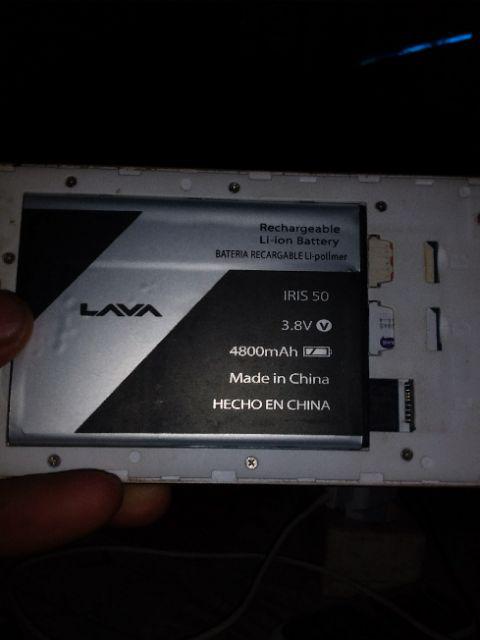 Rechargeable
Li-ion Battery
BATERIA RECARGABLE Li-polimer
LAVA
IRIS 50
3.8V V
4800mAh
Made in China
HECHO EN CHINA